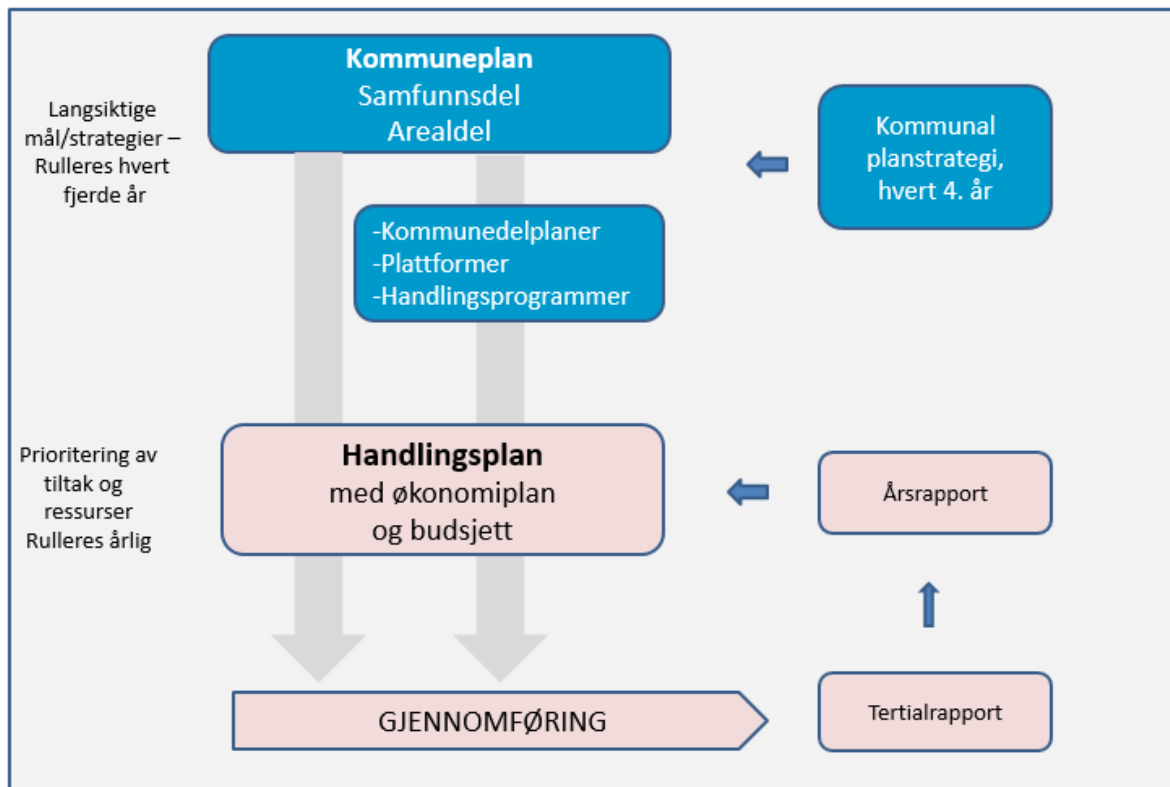 Kommuneplan
Samfunnsdel
Arealdel
Langsiktige
mål/strategier –
Rulleres hvert
fjerde år
Kommunal
planstrategi,
hvert 4. år
-Kommunedelplaner
-Plattformer
-Handlingsprogrammer
Prioritering av
tiltak og
ressurser
Rulleres årlig
Handlingsplan
med økonomiplan
og budsjett
Årsrapport
GJENNOMFØRING
Tertialrapport